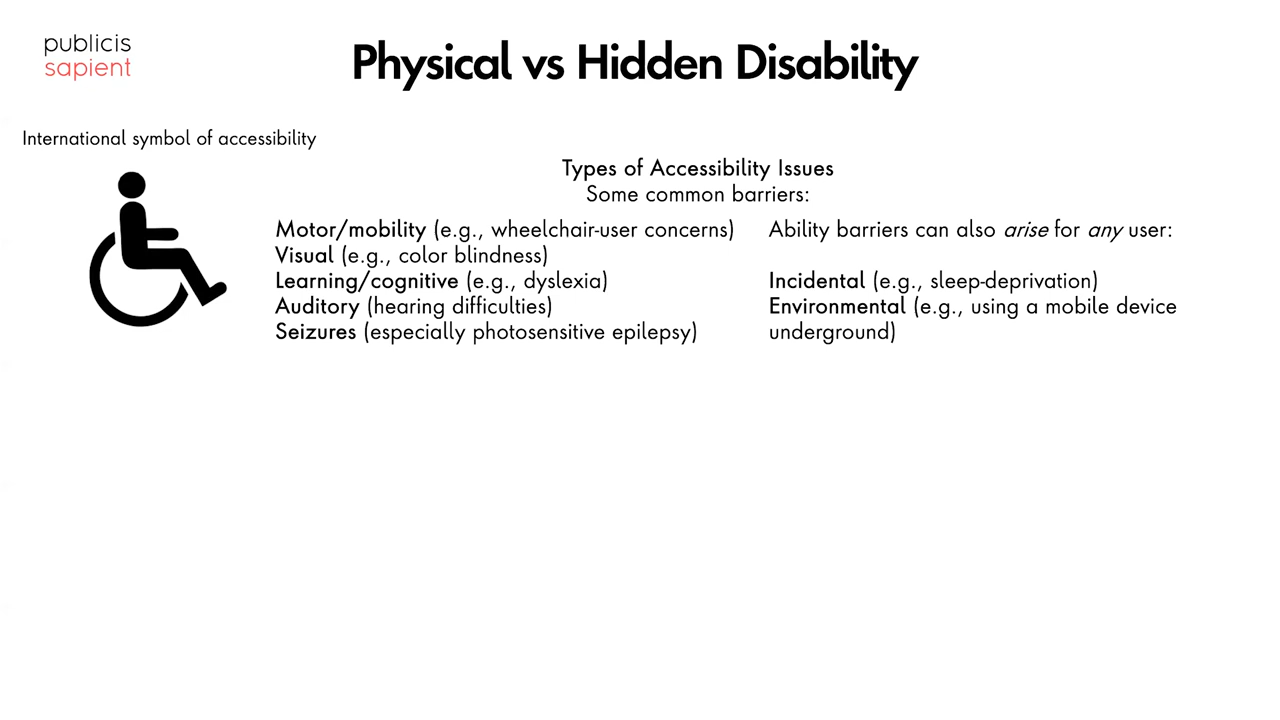 publicis
sapient
Physical vs Hidden Disability
International symbol of accessibility
Types of Accessibility Issues
Some common barriers:
Motor/mobility (e.g., wheelchair-user concerns)
Visual (e.g., color blindness)
Learning/cognitive (e.g., dyslexia)
Auditory (hearing difficulties)
Seizures (especially photosensitive epilepsy)
Ability barriers can also arise for any user:
Incidental (e.g., sleep-deprivation)
Environmental (e.g., using a mobile device
underground)